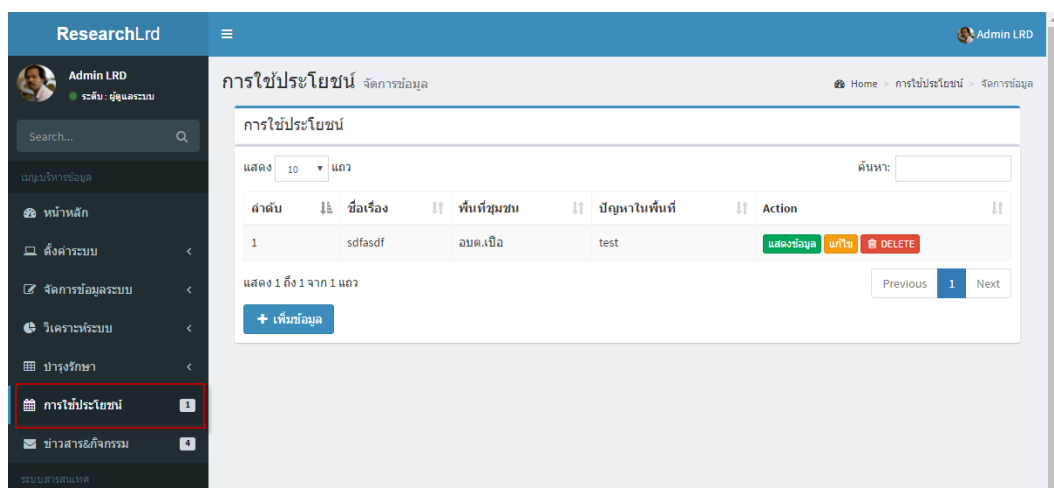 ResearchLrd
Admin LRD
Admin LRD
ระดับ : ผู้ดูแลระบบ
Search...
เมนู:บริหารข้อมูล
หน้าหลัก
ตั้งค่าระบบ
จัดการข้อมูลระบบ
วิเคราะห์ระบบ
บำรุงรักษา
การใช้ประโยชน์ 1
ข่าวสาร&กิจกรรม 4
ระบบสารสนเทศ
การใช้ประโยชน์ จัดการข้อมูล
Home > การใช้ประโยชน์ > จัดการข้อมูล
การใช้ประโยชน์
แสดง 10 แถว
ค้นหา:
ลำดับ ชื่อเรื่อง พื้นที่ชุมชน ปัญหาในพื้นที่ Action
1 sdfasdf อบต.เปือ test แสดงข้อมูล แก้ไข DELETE
แสดง 1 ถึง 1 จาก 1 แถว
Previous 1 Next
เพิ่มข้อมูล